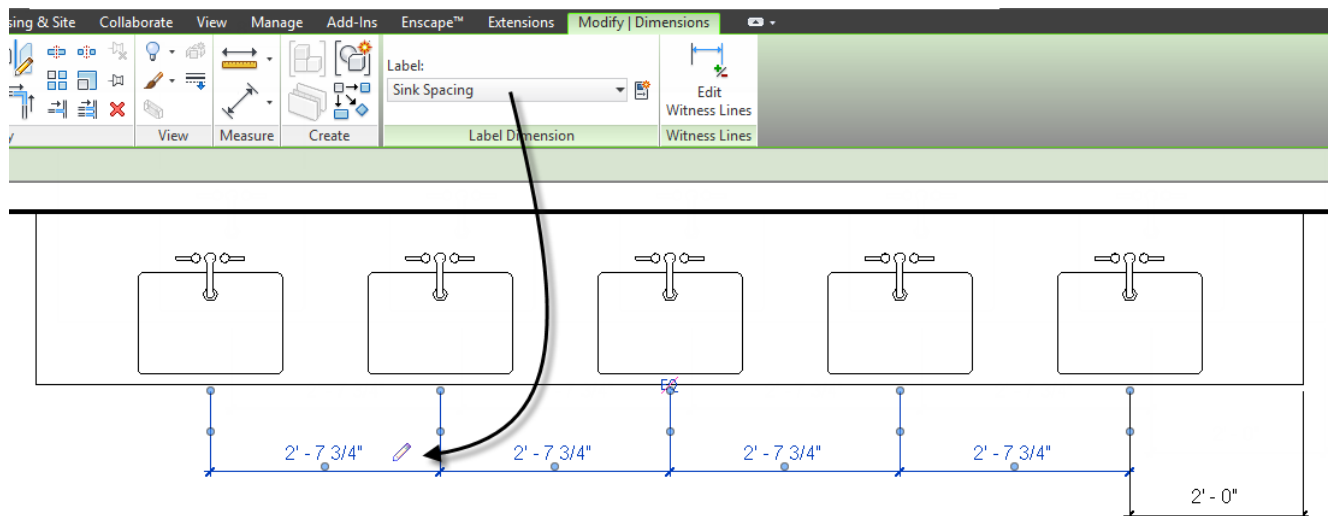 sing & Site Collaborate View Manage Add-Ins Enscape™ Extensions Modify | Dimensions
Label:
Sink Spacing
Edit
Witness Lines
View Measure Create Label Dimension Witness Lines
EQ
2' - 7 3/4" 2' - 7 3/4" 2' - 7 3/4" 2' - 7 3/4"
2' - 0"